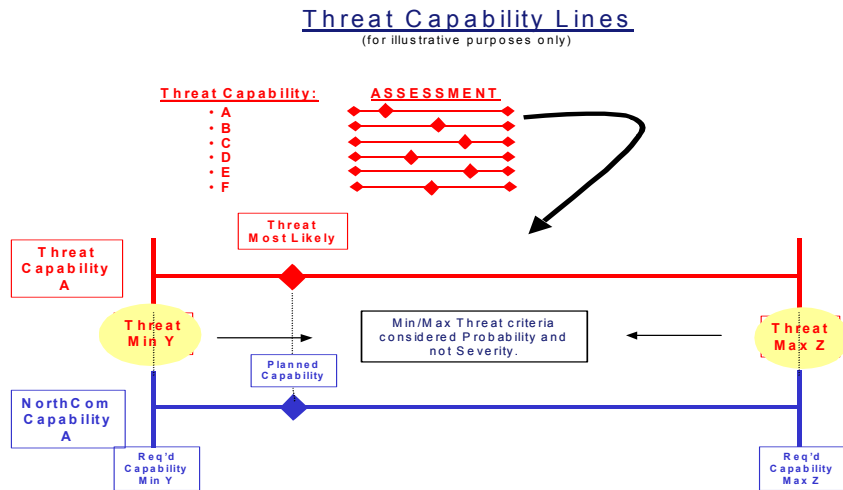 Threat Capability Lines
(for illustrative purposes only)
Threat Capability:
• A
• B
• C
• D
• E
• F
ASSESSMENT
Threat
Most Likely
Threat
Capability
A
Threat
Min Y
Min/Max Threat criteria
considered Probability and
not Severity.
Threat
Max Z
Planned
Capability
NorthCom
Capability
A
Req'd
Capability
Min Y
Req'd
Capability
Max Z